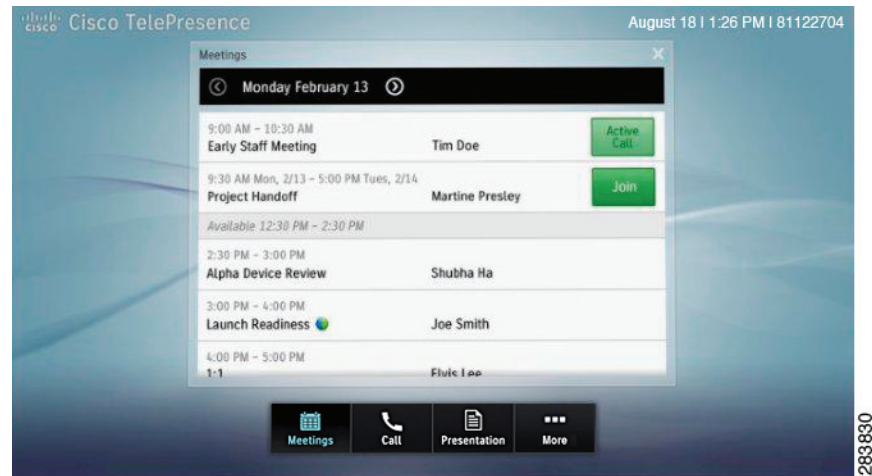 CISCO Cisco TelePresence
August 18 | 1:26 PM | 81122704
Meetings
Monday February 13
9:00 AM – 10:30 AM
Early Staff Meeting Tim Doe
Active Call
9:30 AM Mon, 2/13 – 5:00 PM Tues, 2/14
Project Handoff Martine Presley
Join
Available 12:30 PM – 2:30 PM
2:30 PM – 3:00 PM
Alpha Device Review Shubha Ha
3:00 PM – 4:00 PM
Launch Readiness Joe Smith
4:00 PM – 5:00 PM
1:1 Elvis Lee
Meetings Call Presentation More
283830